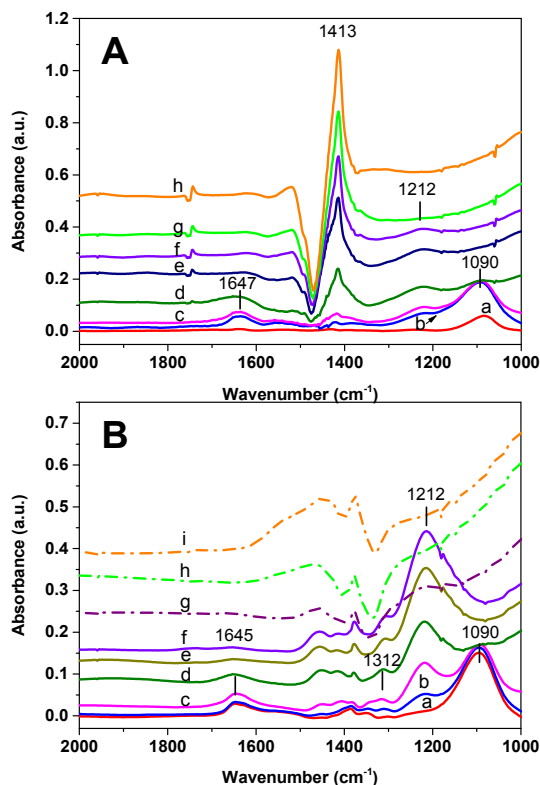 A
1413
1212
1090
1647
h
g
f
e
d
c
b
a
0.0
0.2
0.4
0.6
0.8
1.0
1.2
Absorbance (a.u.)
2000 1800 1600 1400 1200 1000
Wavenumber (cm⁻¹)
B
1212
1090
1645
1312
i
h
g
f
e
d
c
b
a
0.0
0.1
0.2
0.3
0.4
0.5
0.6
0.7
Absorbance (a.u.)
2000 1800 1600 1400 1200 1000
Wavenumber (cm⁻¹)